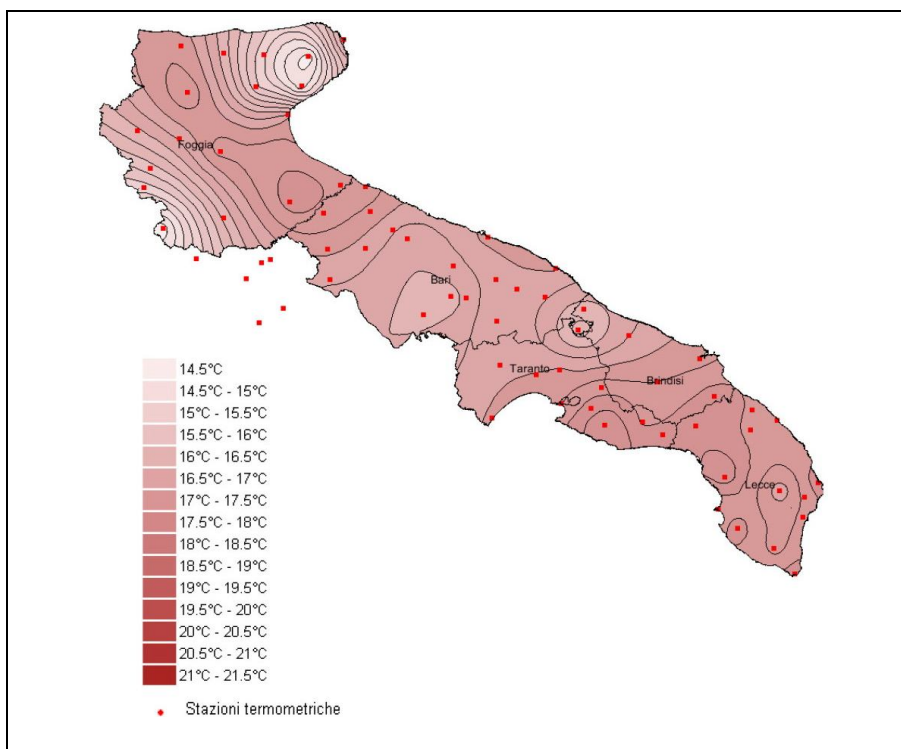 Foggia
Bari
Taranto
Brindisi
Lecce
14.5°C
14.5°C - 15°C
15°C - 15.5°C
15.5°C - 16°C
16°C - 16.5°C
16.5°C - 17°C
17°C - 17.5°C
17.5°C - 18°C
18°C - 18.5°C
18.5°C - 19°C
19°C - 19.5°C
19.5°C - 20°C
20°C - 20.5°C
20.5°C - 21°C
21°C - 21.5°C
Stazioni termometriche